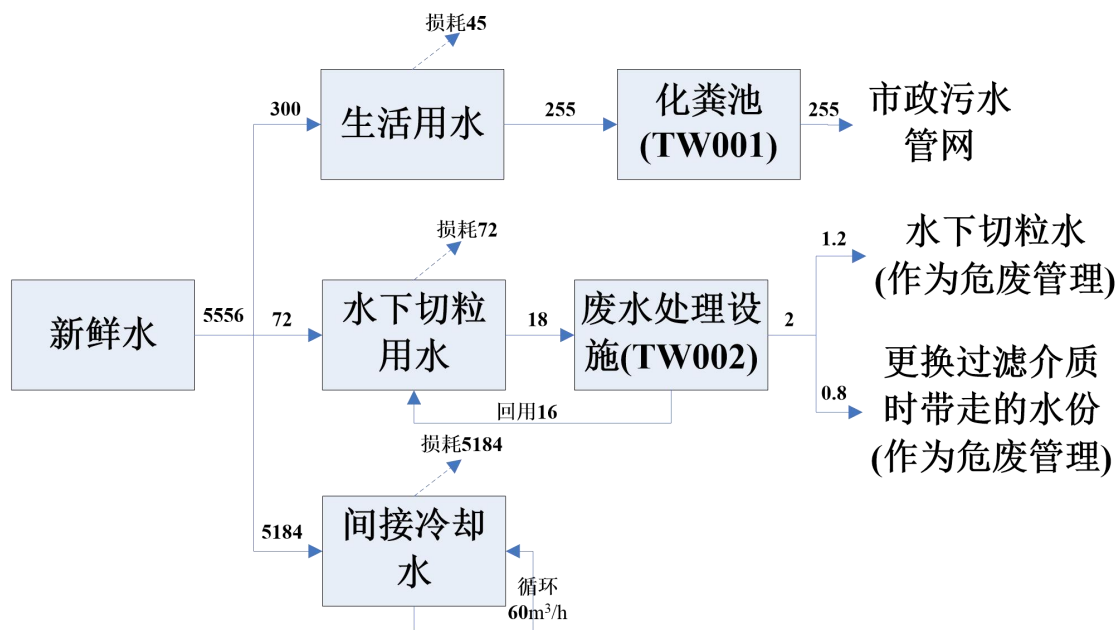 损耗45
300
生活用水
255
化粪池
(TW001)
255
市政污水
管网
损耗72
新鲜水
5556
72
水下切粒
用水
18
废水处理设
施(TW002)
2
1.2
水下切粒水
(作为危废管理)
0.8
更换过滤介质
时带走的水份
(作为危废管理)
回用16
损耗5184
5184
间接冷却
水
循环
60m³/h